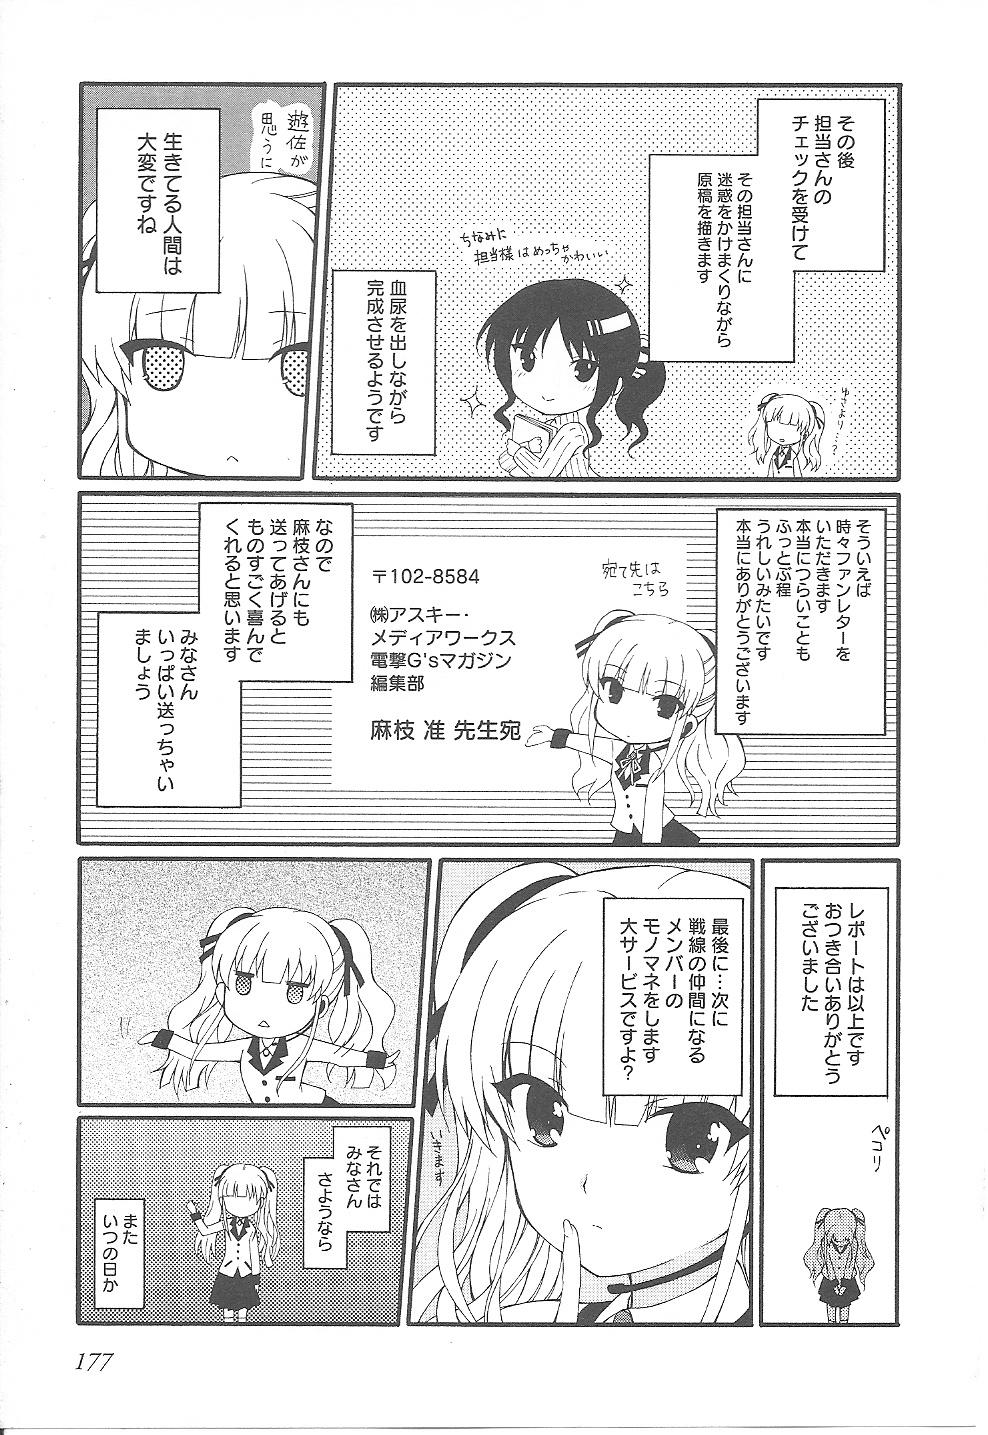 その後
担当さんの
チェックを受けて
その担当さんに
迷惑をかけまくりながら
原稿を描きます
ちなみに
担当様はめっちゃ
かわいい
血尿を出しながら
完成させるようです
ゆさより…?
遊佐が
思うに
生きてる人間は
大変ですね
そういえば
時々ファンレターを
いただきます
本当につらいことも
ふっとぶ程
うれしいみたいです
本当にありがとうございます
宛て先は
こちら
〒102-8584
㈱アスキー・
メディアワークス
電撃G'sマガジン
編集部
麻枝 准 先生宛
なので
麻枝さんにも
送ってあげると
ものすごく喜んで
くれると思います
みなさん
いっぱい送っちゃい
ましょう
レポートは以上です
おつき合いありがとう
ございました
ペコリ
最後に…次に
戦線の仲間になる
メンバーの
モノマネをします
大サービスですよ?
いきます
それでは
みなさん
さようなら
また
いつの日か
177